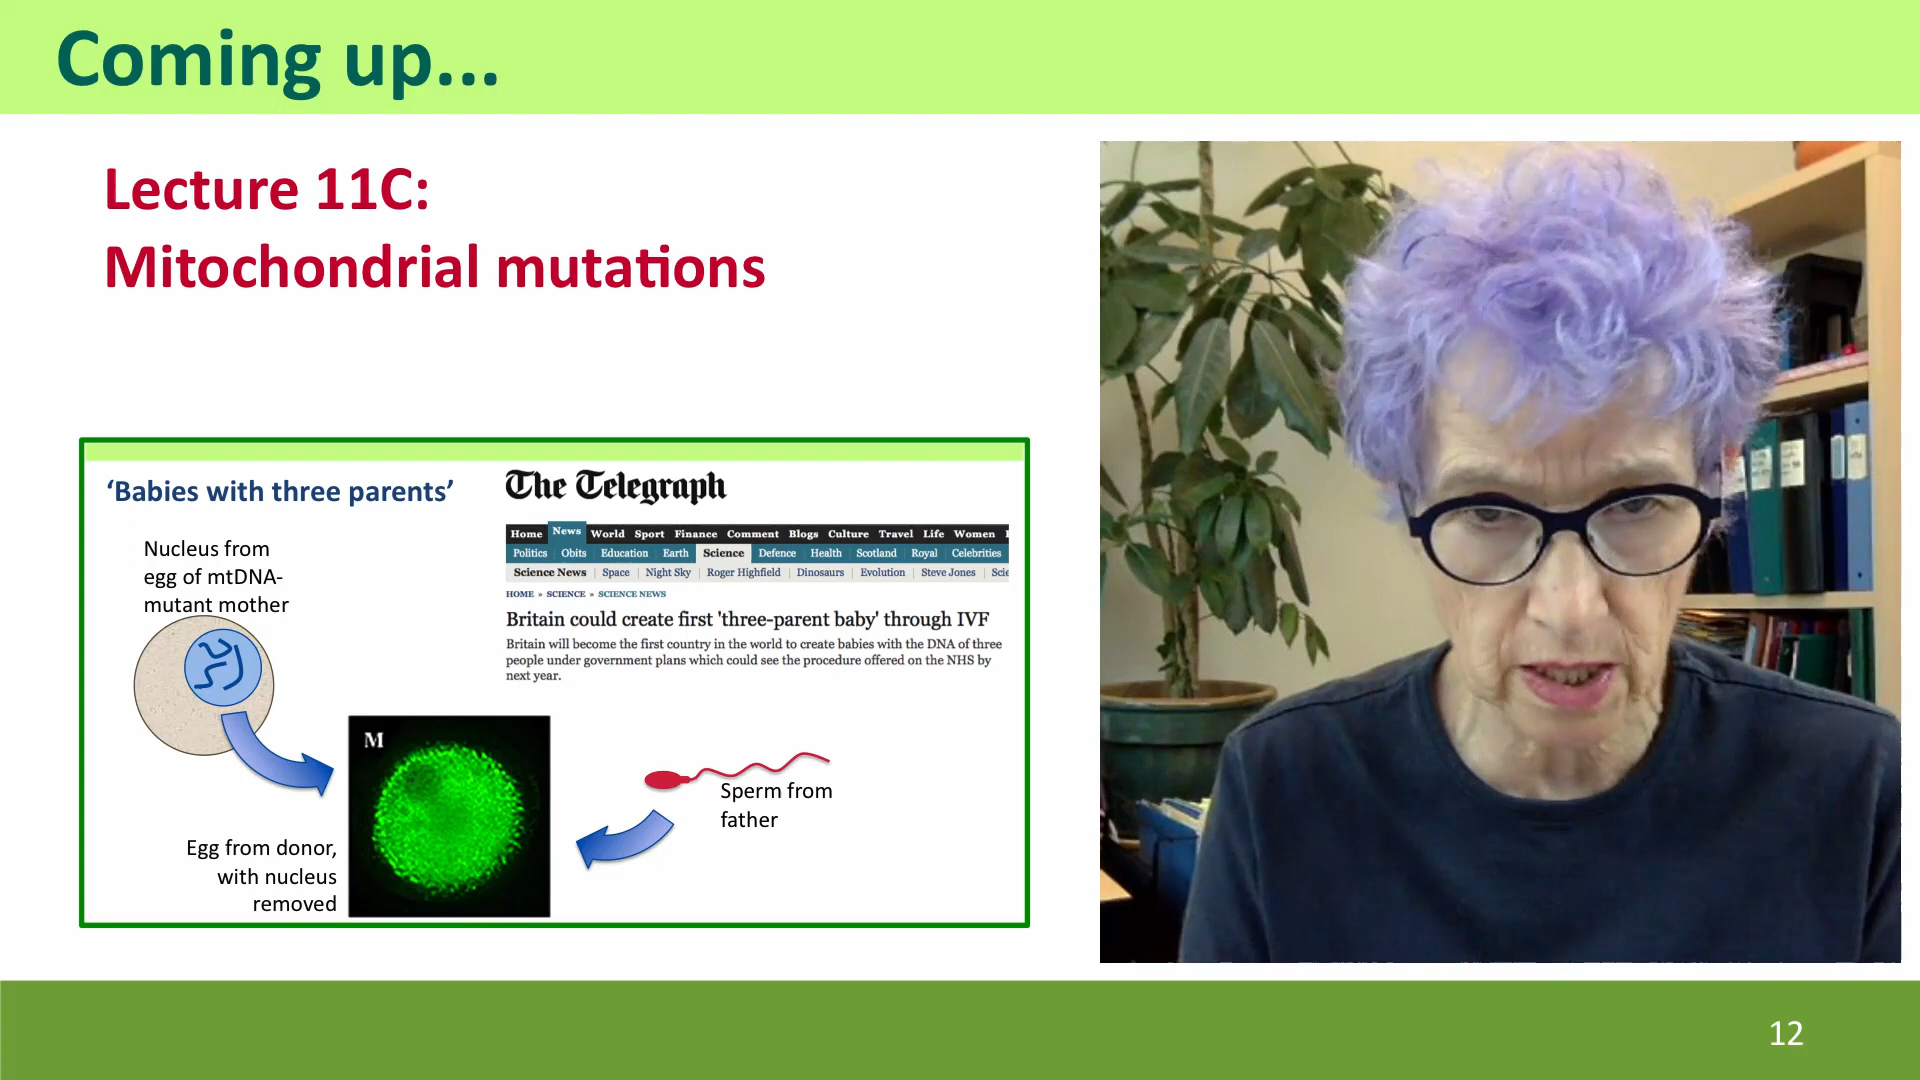 Coming up...
Lecture 11C:
Mitochondrial mutations
‘Babies with three parents’
Nucleus from
egg of mtDNA-
mutant mother
The Telegraph
Home News World Sport Finance Comment Blogs Culture Travel Life Women
Politics Obits Education Earth Science Defence Health Scotland Royal Celebrities
Science News Space Night Sky Roger Highfield Dinosaurs Evolution Steve Jones Scie
HOME » SCIENCE » SCIENCE NEWS
Britain could create first 'three-parent baby' through IVF
Britain will become the first country in the world to create babies with the DNA of three
people under government plans which could see the procedure offered on the NHS by
next year.
M
Sperm from
father
Egg from donor,
with nucleus
removed
12